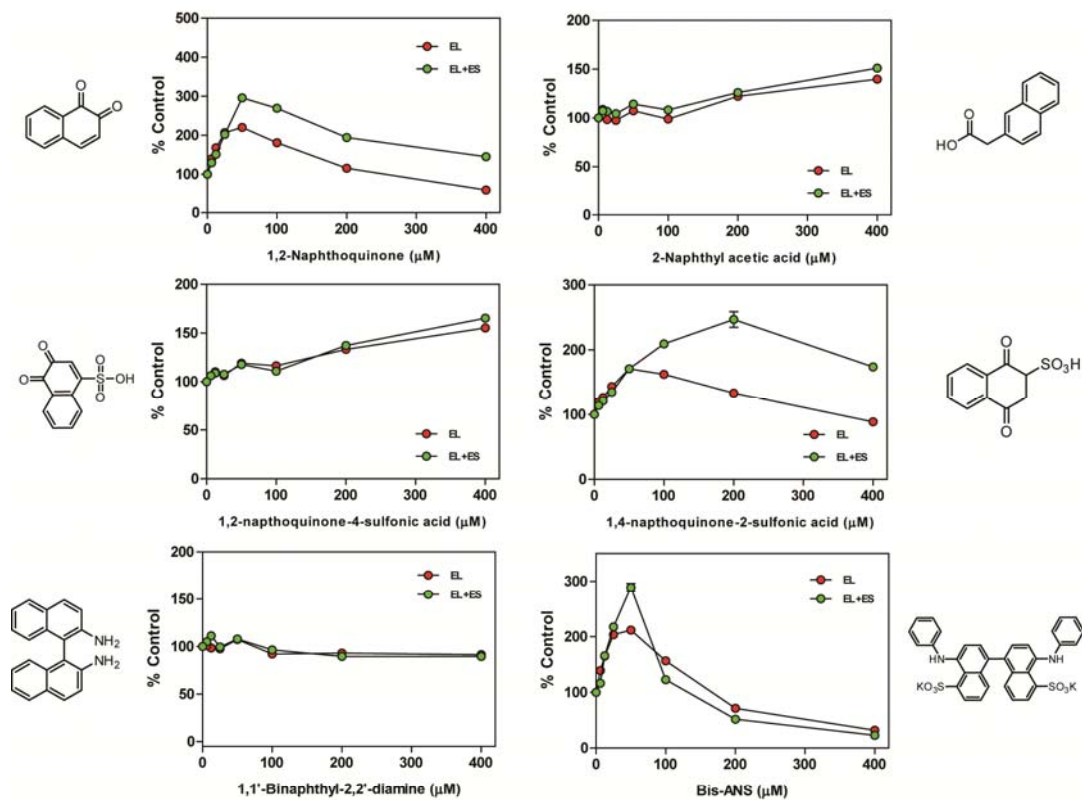 500
400
300
200
100
0
% Control
EL
EL+ES
0 100 200 300 400
1,2-Naphthoquinone (µM)
O
O
200
150
100
50
0
% Control
EL
EL+ES
0 100 200 300 400
2-Naphthyl acetic acid (µM)
O
HO
O
O
O
S
OH
O
200
150
100
50
0
% Control
EL
EL+ES
0 100 200 300 400
1,2-napthoquinone-4-sulfonic acid (µM)
300
200
100
0
% Control
EL
EL+ES
0 100 200 300 400
1,4-napthoquinone-2-sulfonic acid (µM)
O
SO3H
O
NH2
NH2
200
150
100
50
0
% Control
EL
EL+ES
0 100 200 300 400
1,1'-Binaphthyl-2,2'-diamine (µM)
300
200
100
0
% Control
EL
EL+ES
0 100 200 300 400
Bis-ANS (µM)
HN
NH
KO3S
SO3K